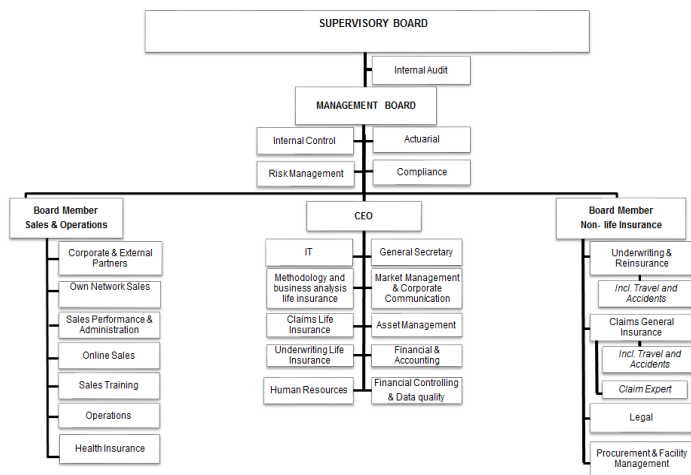 SUPERVISORY BOARD
Internal Audit
MANAGEMENT BOARD
Internal Control
Actuarial
Risk Management
Compliance
Board Member
Sales & Operations
Corporate & External
Partners
Own Network Sales
Sales Performance &
Administration
Online Sales
Sales Training
Operations
Health Insurance
CEO
IT
General Secretary
Methodology and
business analysis
life insurance
Market Management
& Corporate
Communication
Claims Life
Insurance
Asset Management
Underwriting Life
Insurance
Financial &
Accounting
Human Resources
Financial Controlling
& Data quality
Board Member
Non- life Insurance
Underwriting &
Reinsurance
Incl. Travel and
Accidents
Claims General
Insurance
Incl. Travel and
Accidents
Claim Expert
Legal
Procurement & Facility
Management